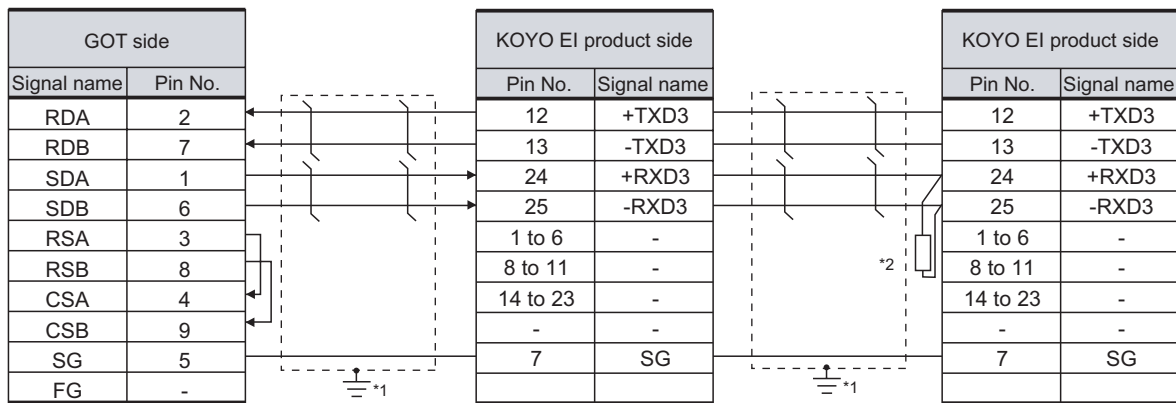 GOT side KOYO EI product side KOYO EI product side
Signal name Pin No. Pin No. Signal name Pin No. Signal name
RDA 2 12 +TXD3 12 +TXD3
RDB 7 13 -TXD3 13 -TXD3
SDA 1 24 +RXD3 24 +RXD3
SDB 6 25 -RXD3 25 -RXD3
RSA 3 1 to 6 - 1 to 6 -
RSB 8 8 to 11 - *2 8 to 11 -
CSA 4 14 to 23 - 14 to 23 -
CSB 9 - - - -
SG 5 7 SG 7 SG
FG - *1 *1